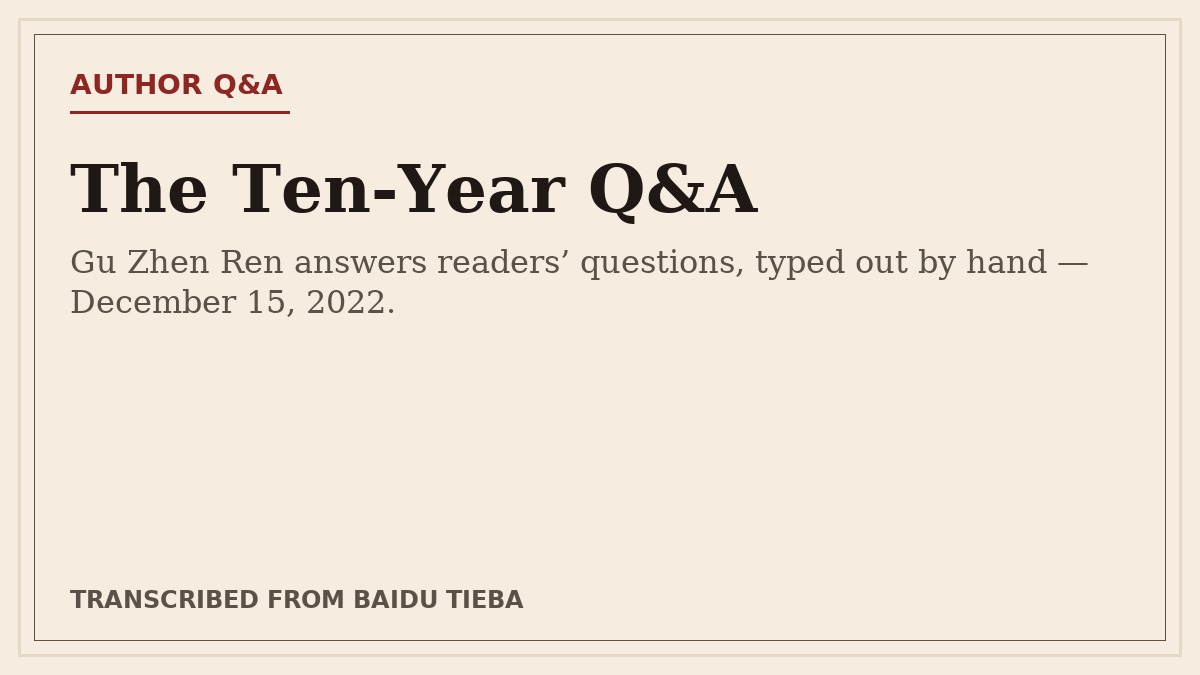 AUTHOR Q&A
The Ten-Year Q&A
Gu Zhen Ren answers readers’ questions, typed out by hand —
December 15, 2022.
TRANSCRIBED FROM BAIDU TIEBA